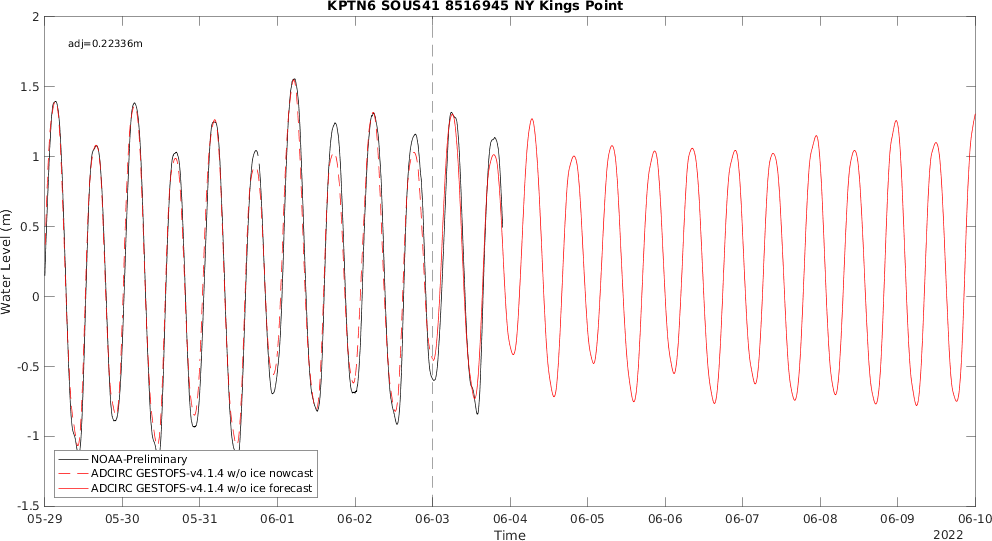 KPTN6 SOUS41 8516945 NY Kings Point
adj=0.22336m
2
1.5
1
0.5
0
-0.5
-1
-1.5
Water Level (m)
NOAA-Preliminary
ADCIRC GESTOFS-v4.1.4 w/o ice nowcast
ADCIRC GESTOFS-v4.1.4 w/o ice forecast
05-29 05-30 05-31 06-01 06-02 06-03 06-04 06-05 06-06 06-07 06-08 06-09 06-10
Time
2022